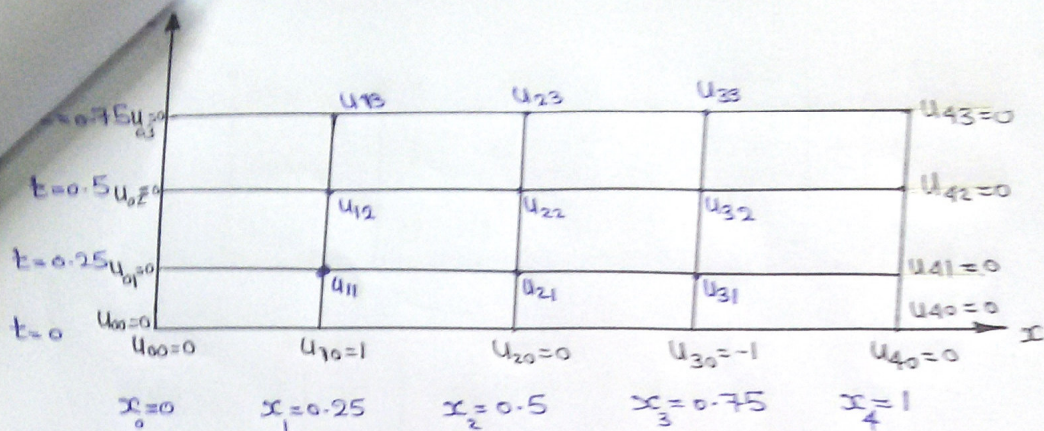 u₁₃ u₂₃ u₃₃
=0.75 u₀₃=0 u₄₃=0
t=0.5 u₀₂=0 u₄₂=0
u₁₂ u₂₂ u₃₂
t=0.25 u₀₁=0 u₄₁=0
u₁₁ u₂₁ u₃₁
u₄₀=0
t=0 u₀₀=0 x
u₀₀=0 u₁₀=1 u₂₀=0 u₃₀=-1 u₄₀=0
x₀=0 x₁=0.25 x₂=0.5 x₃=0.75 x₄=1